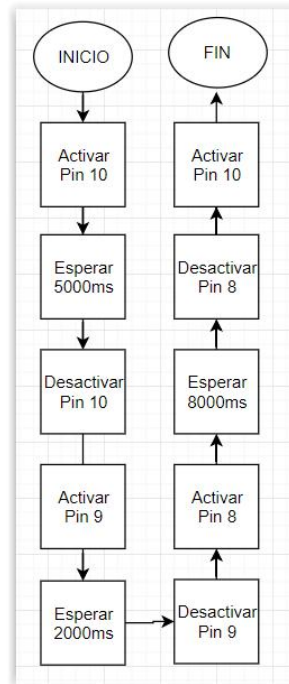 INICIO
Activar
Pin 10
Esperar
5000ms
Desactivar
Pin 10
Activar
Pin 9
Esperar
2000ms
Desactivar
Pin 9
Activar
Pin 8
Esperar
8000ms
Desactivar
Pin 8
Activar
Pin 10
FIN